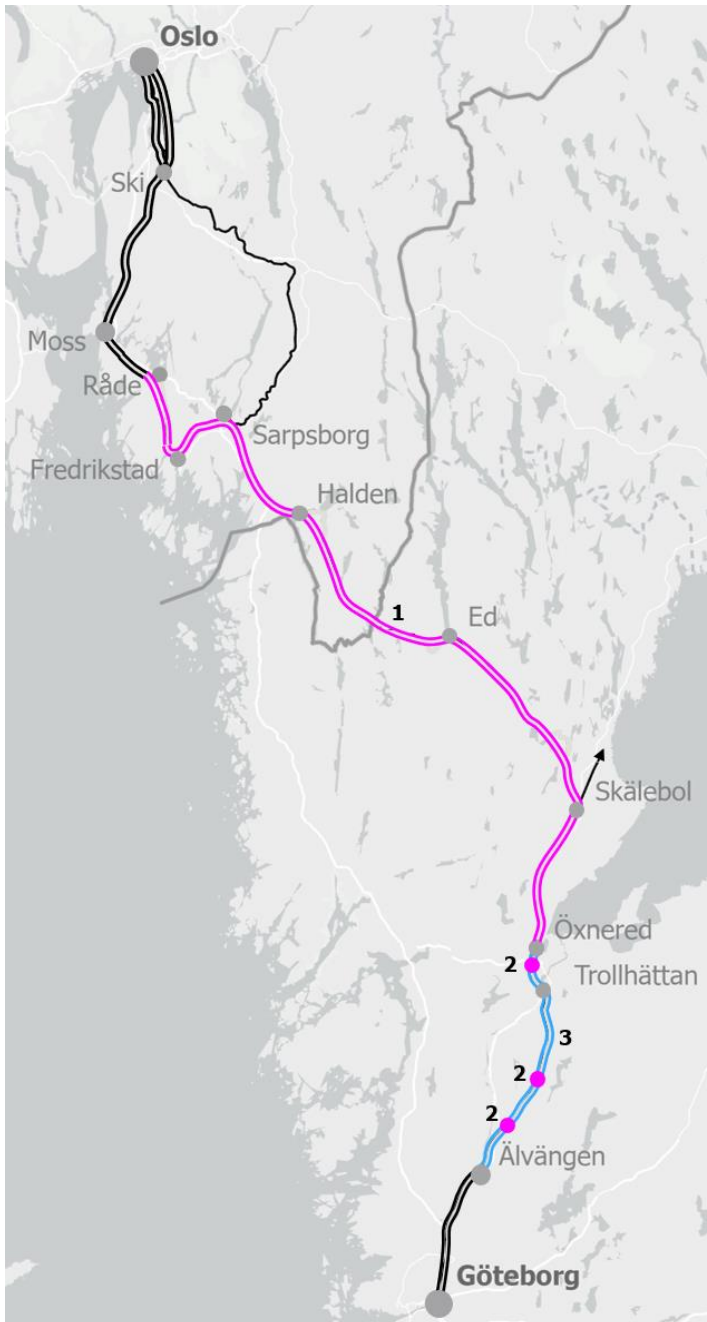 Oslo
Ski
Moss
Råde
Sarpsborg
Fredrikstad
Halden
1
Ed
Skälebol
Öxnered
2
Trollhättan
3
2
2
Älvängen
Göteborg